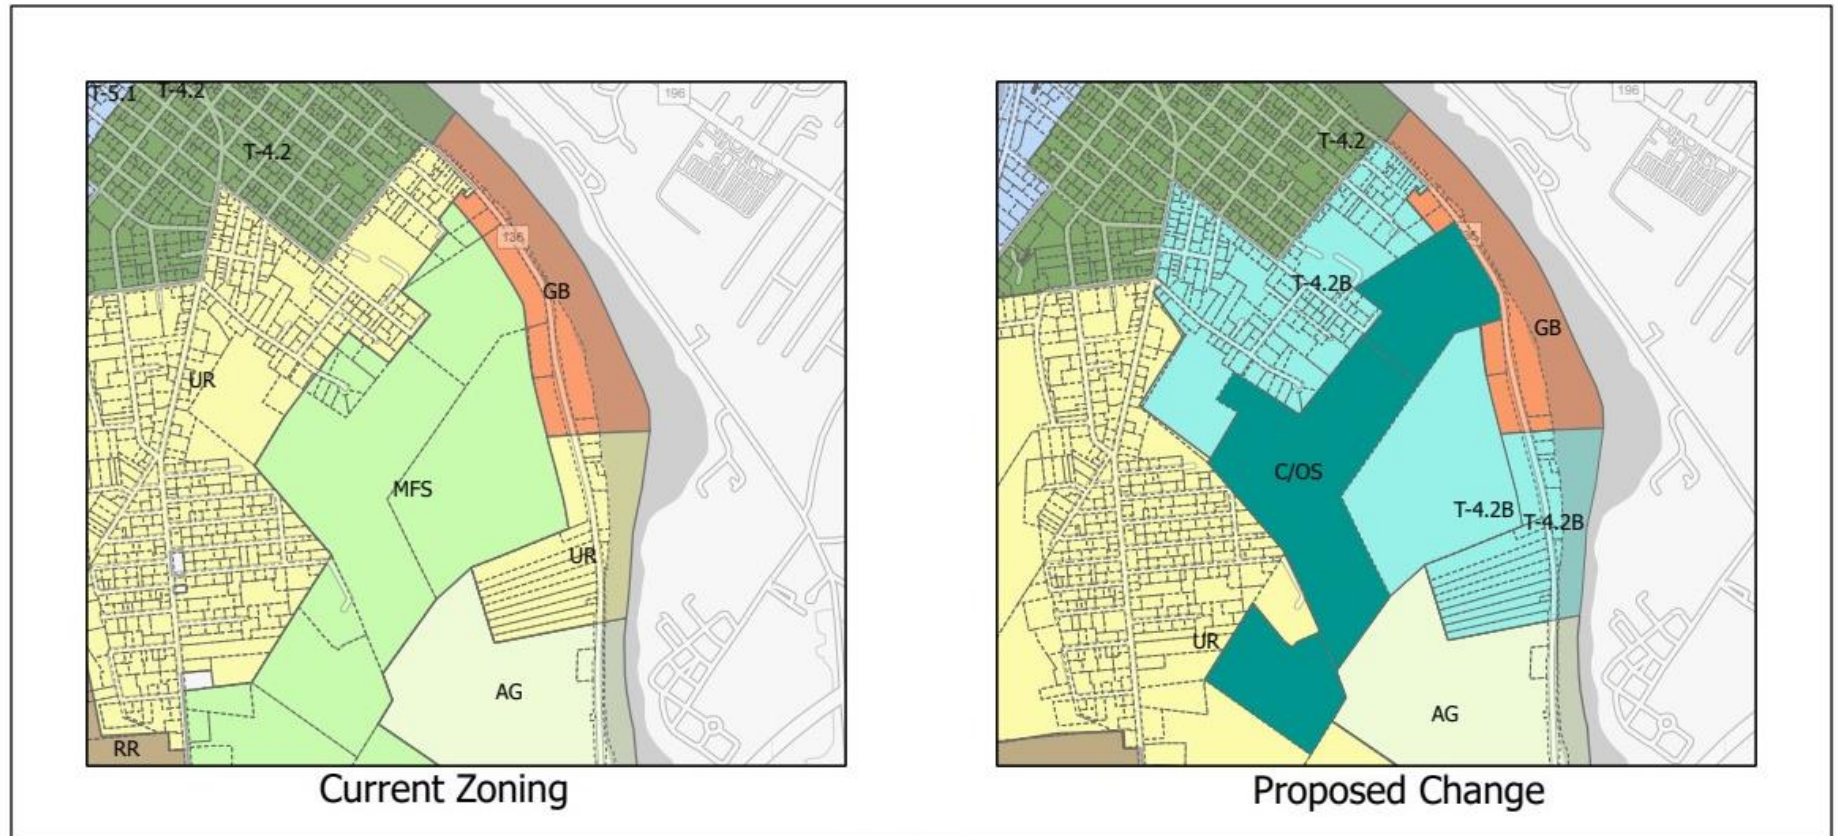 T-5.1
T-4.2
196
T-4.2
136
GB
UR
MFS
UR
AG
RR
Current Zoning
196
T-4.2
T-4.2B
GB
C/OS
T-4.2B
T-4.2B
UR
AG
Proposed Change